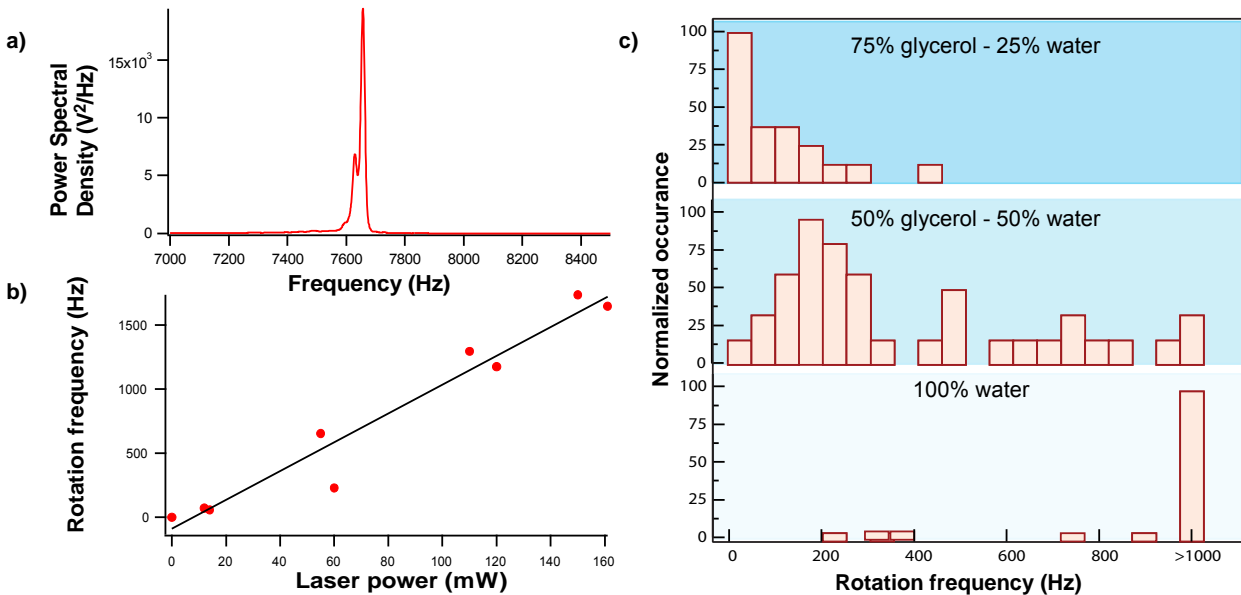 a)
Power Spectral
Density (V²/Hz)
15x10³
10
5
0
7000 7200 7400 7600 7800 8000 8200 8400
Frequency (Hz)
b)
Rotation frequency (Hz)
1500
1000
500
0
0 20 40 60 80 100 120 140 160
Laser power (mW)
c)
Normalized occurance
75% glycerol - 25% water
100
75
50
25
0
50% glycerol - 50% water
100
75
50
25
0
100% water
100
75
50
25
0
0 200 400 600 800 >1000
Rotation frequency (Hz)